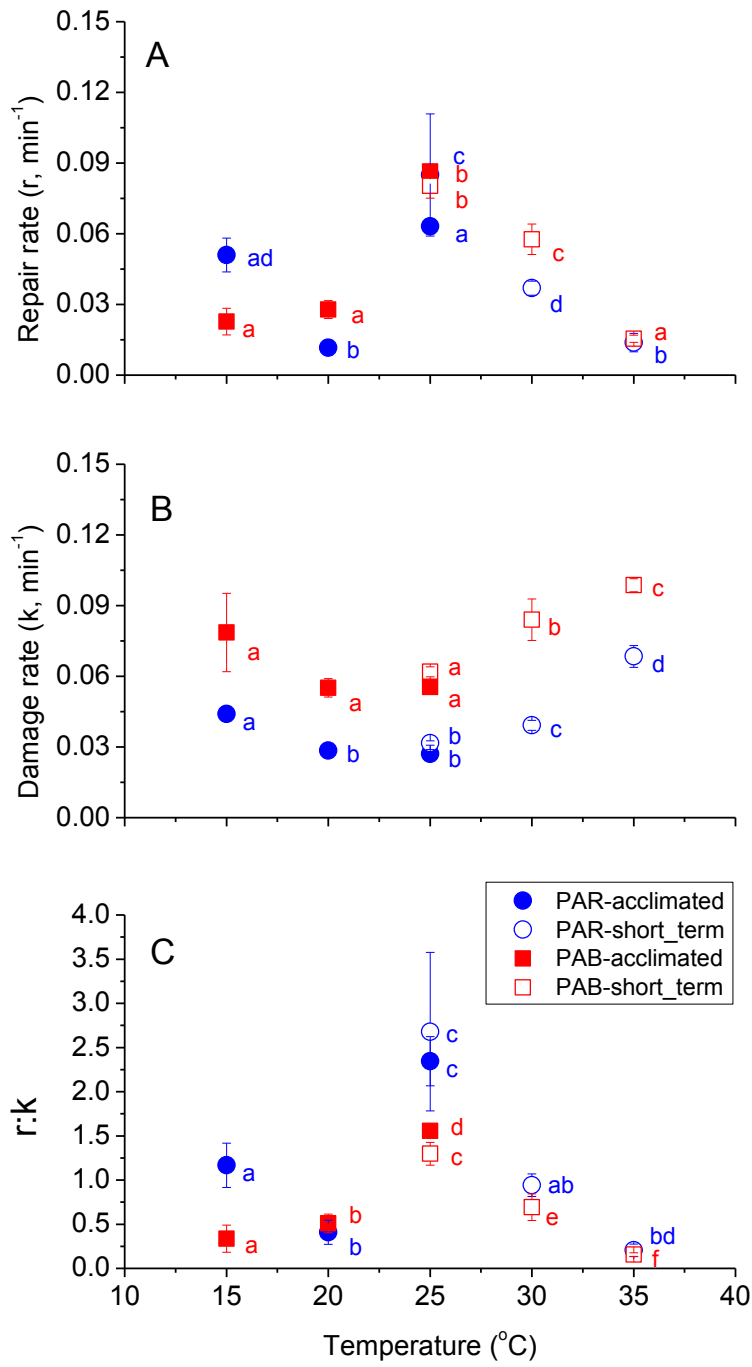 A
Repair rate (r, min⁻¹)
0.15
0.12
0.09
0.06
0.03
0.00
ad
a
a
b
c
b
b
a
c
d
a
b
B
Damage rate (k, min⁻¹)
0.15
0.12
0.09
0.06
0.03
0.00
a
a
a
b
a
a
b
b
b
c
c
d
C
r:k
4.0
3.5
3.0
2.5
2.0
1.5
1.0
0.5
0.0
PAR-acclimated
PAR-short_term
PAB-acclimated
PAB-short_term
a
a
b
b
c
c
d
c
ab
e
bd
f
10 15 20 25 30 35 40
Temperature (°C)